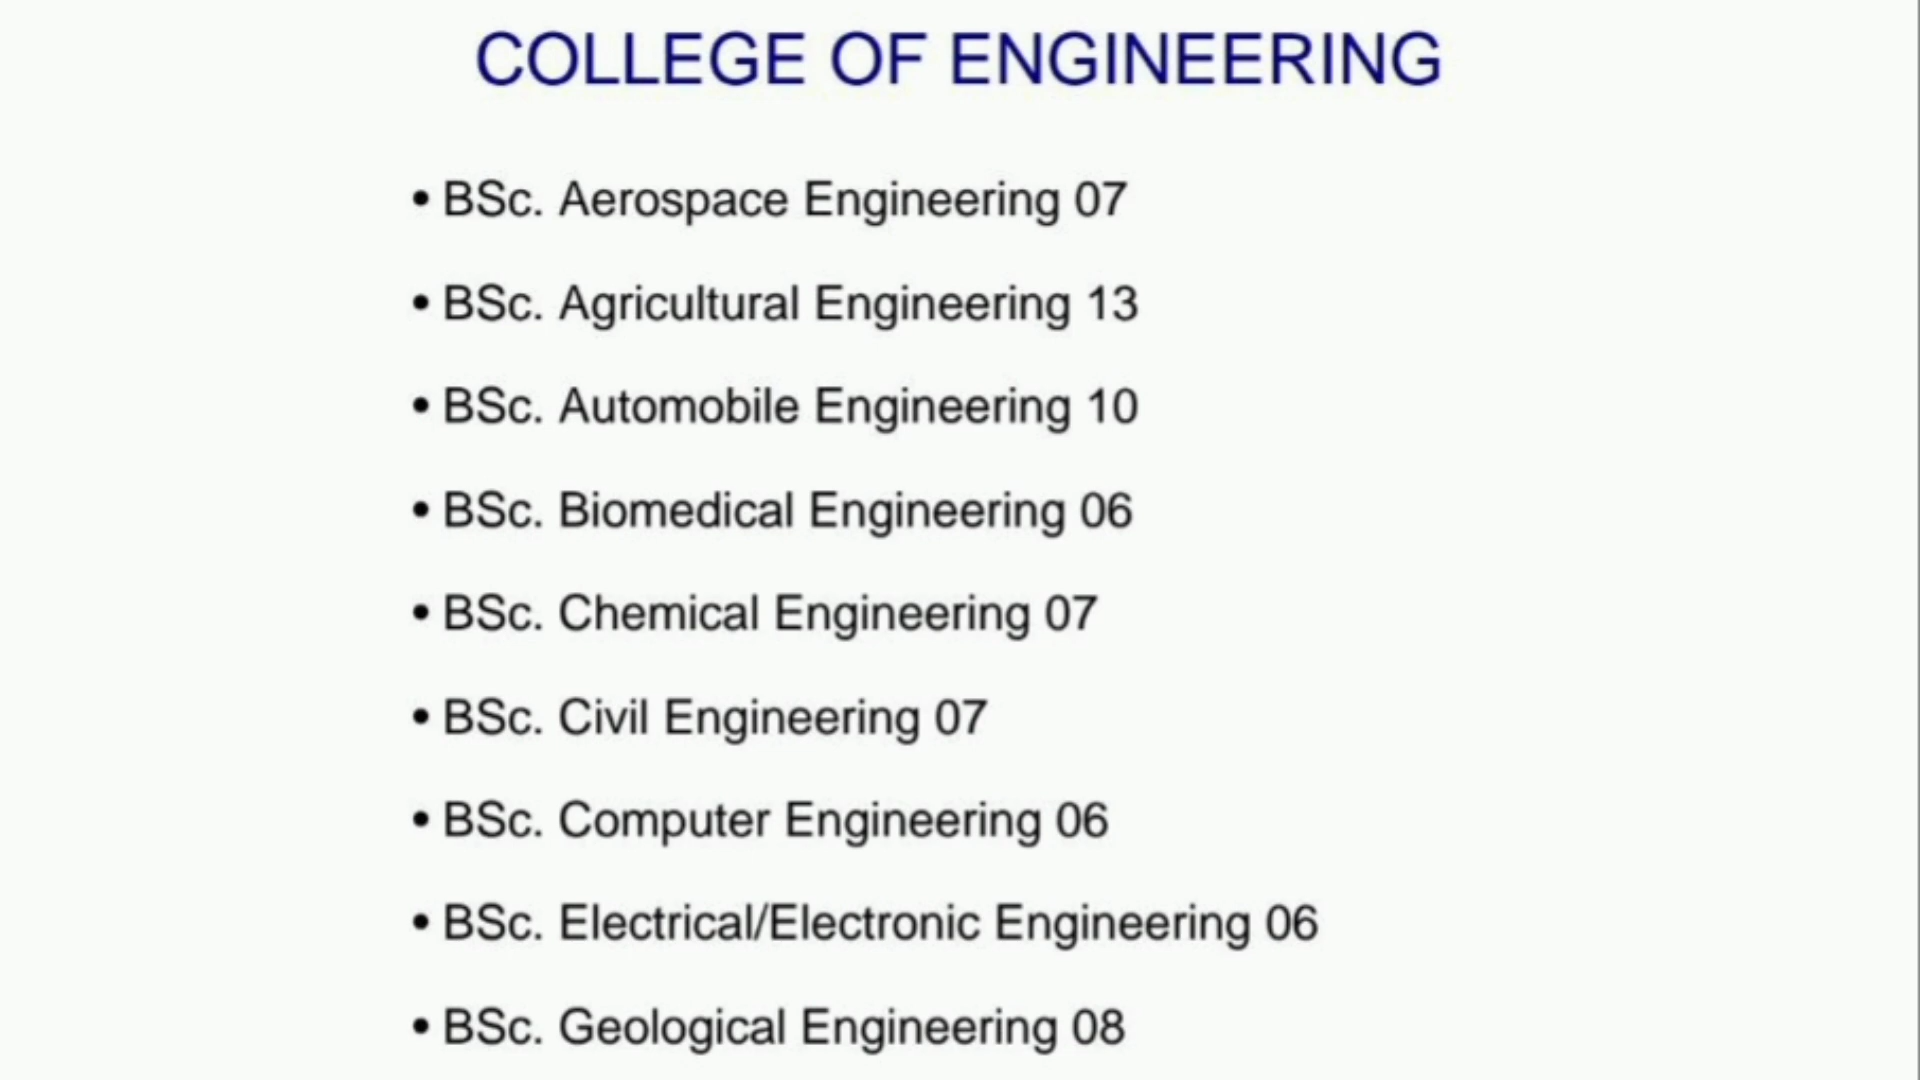 COLLEGE OF ENGINEERING
• BSc. Aerospace Engineering 07
• BSc. Agricultural Engineering 13
• BSc. Automobile Engineering 10
• BSc. Biomedical Engineering 06
• BSc. Chemical Engineering 07
• BSc. Civil Engineering 07
• BSc. Computer Engineering 06
• BSc. Electrical/Electronic Engineering 06
• BSc. Geological Engineering 08